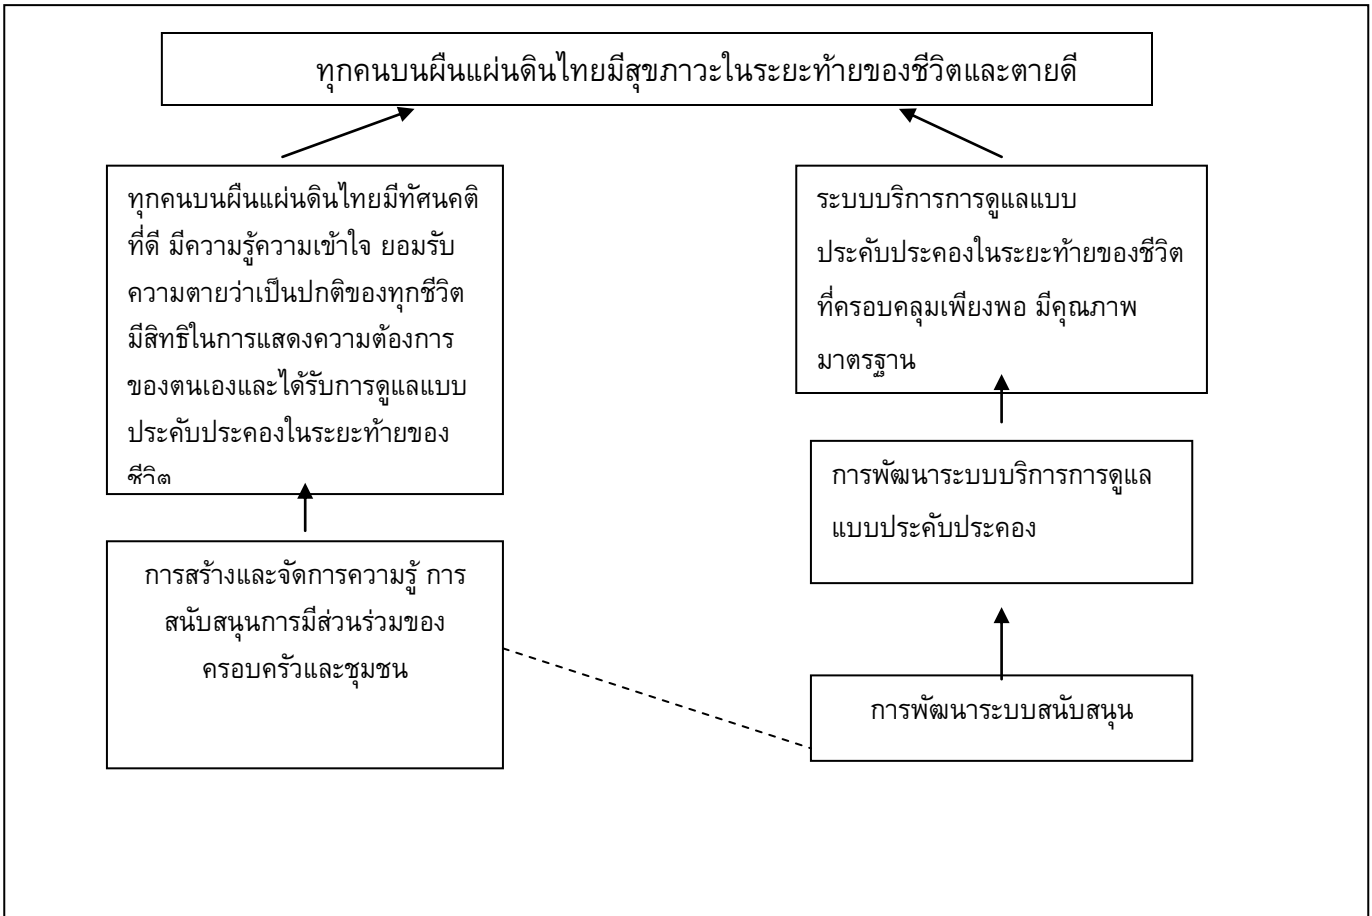 ทุกคนบนผืนแผ่นดินไทยมีสุขภาวะในระยะท้ายของชีวิตและตายดี
ทุกคนบนผืนแผ่นดินไทยมีทัศนคติ
ที่ดี มีความรู้ความเข้าใจ ยอมรับ
ความตายว่าเป็นปกติของทุกชีวิต
มีสิทธิในการแสดงความต้องการ
ของตนเองและได้รับการดูแลแบบ
ประคับประคองในระยะท้ายของ
ชีวิต
ระบบบริการการดูแลแบบ
ประคับประคองในระยะท้ายของชีวิต
ที่ครอบคลุมเพียงพอ มีคุณภาพ
มาตรฐาน
การพัฒนาระบบบริการการดูแล
แบบประคับประคอง
การสร้างและจัดการความรู้ การ
สนับสนุนการมีส่วนร่วมของ
ครอบครัวและชุมชน
การพัฒนาระบบสนับสนุน